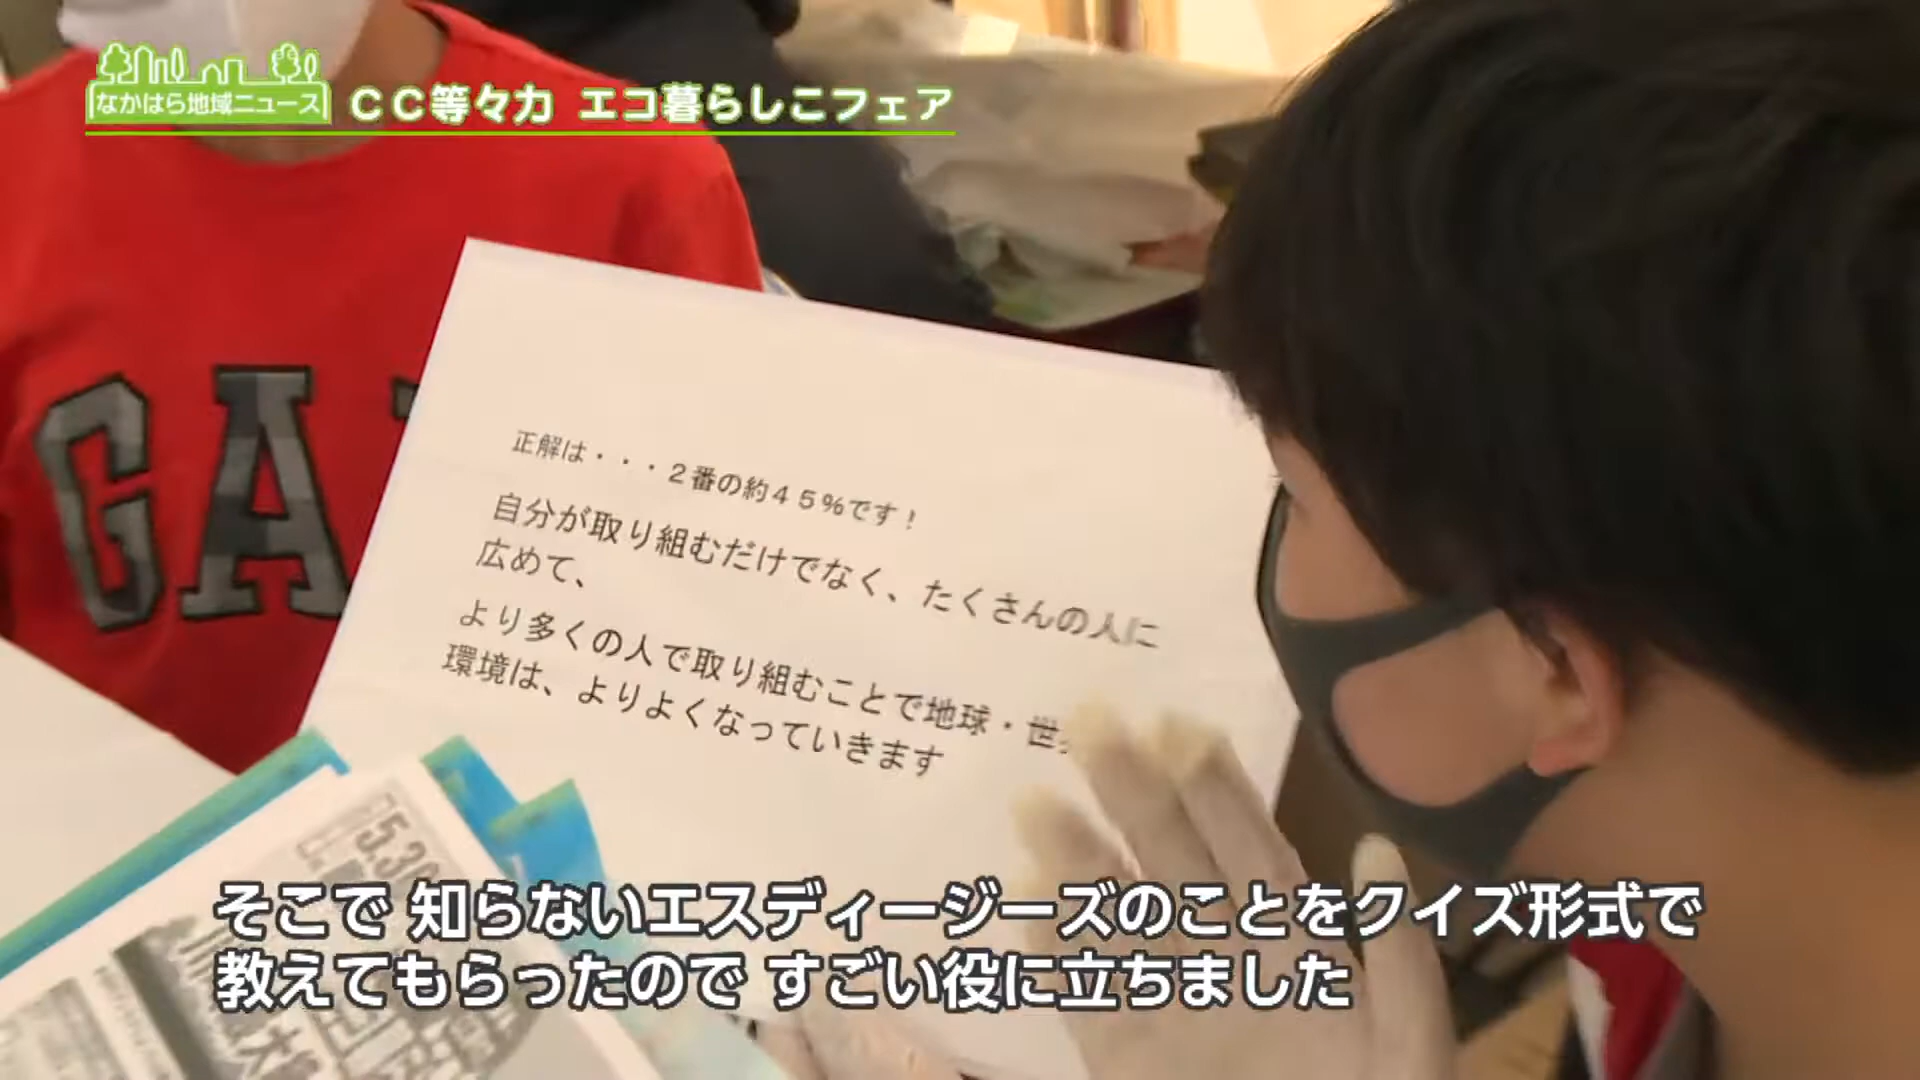 なかはら地域ニュース
CC等々力 エコ暮らしこフェア
GA
正解は・・・2番の約45%です!
自分が取り組むだけでなく、たくさんの人に
広めて、
より多くの人で取り組むことで地球・世
環境は、よりよくなっていきます
5.3
そこで 知らないエスディージーズのことをクイズ形式で
教えてもらったので すごい役に立ちました